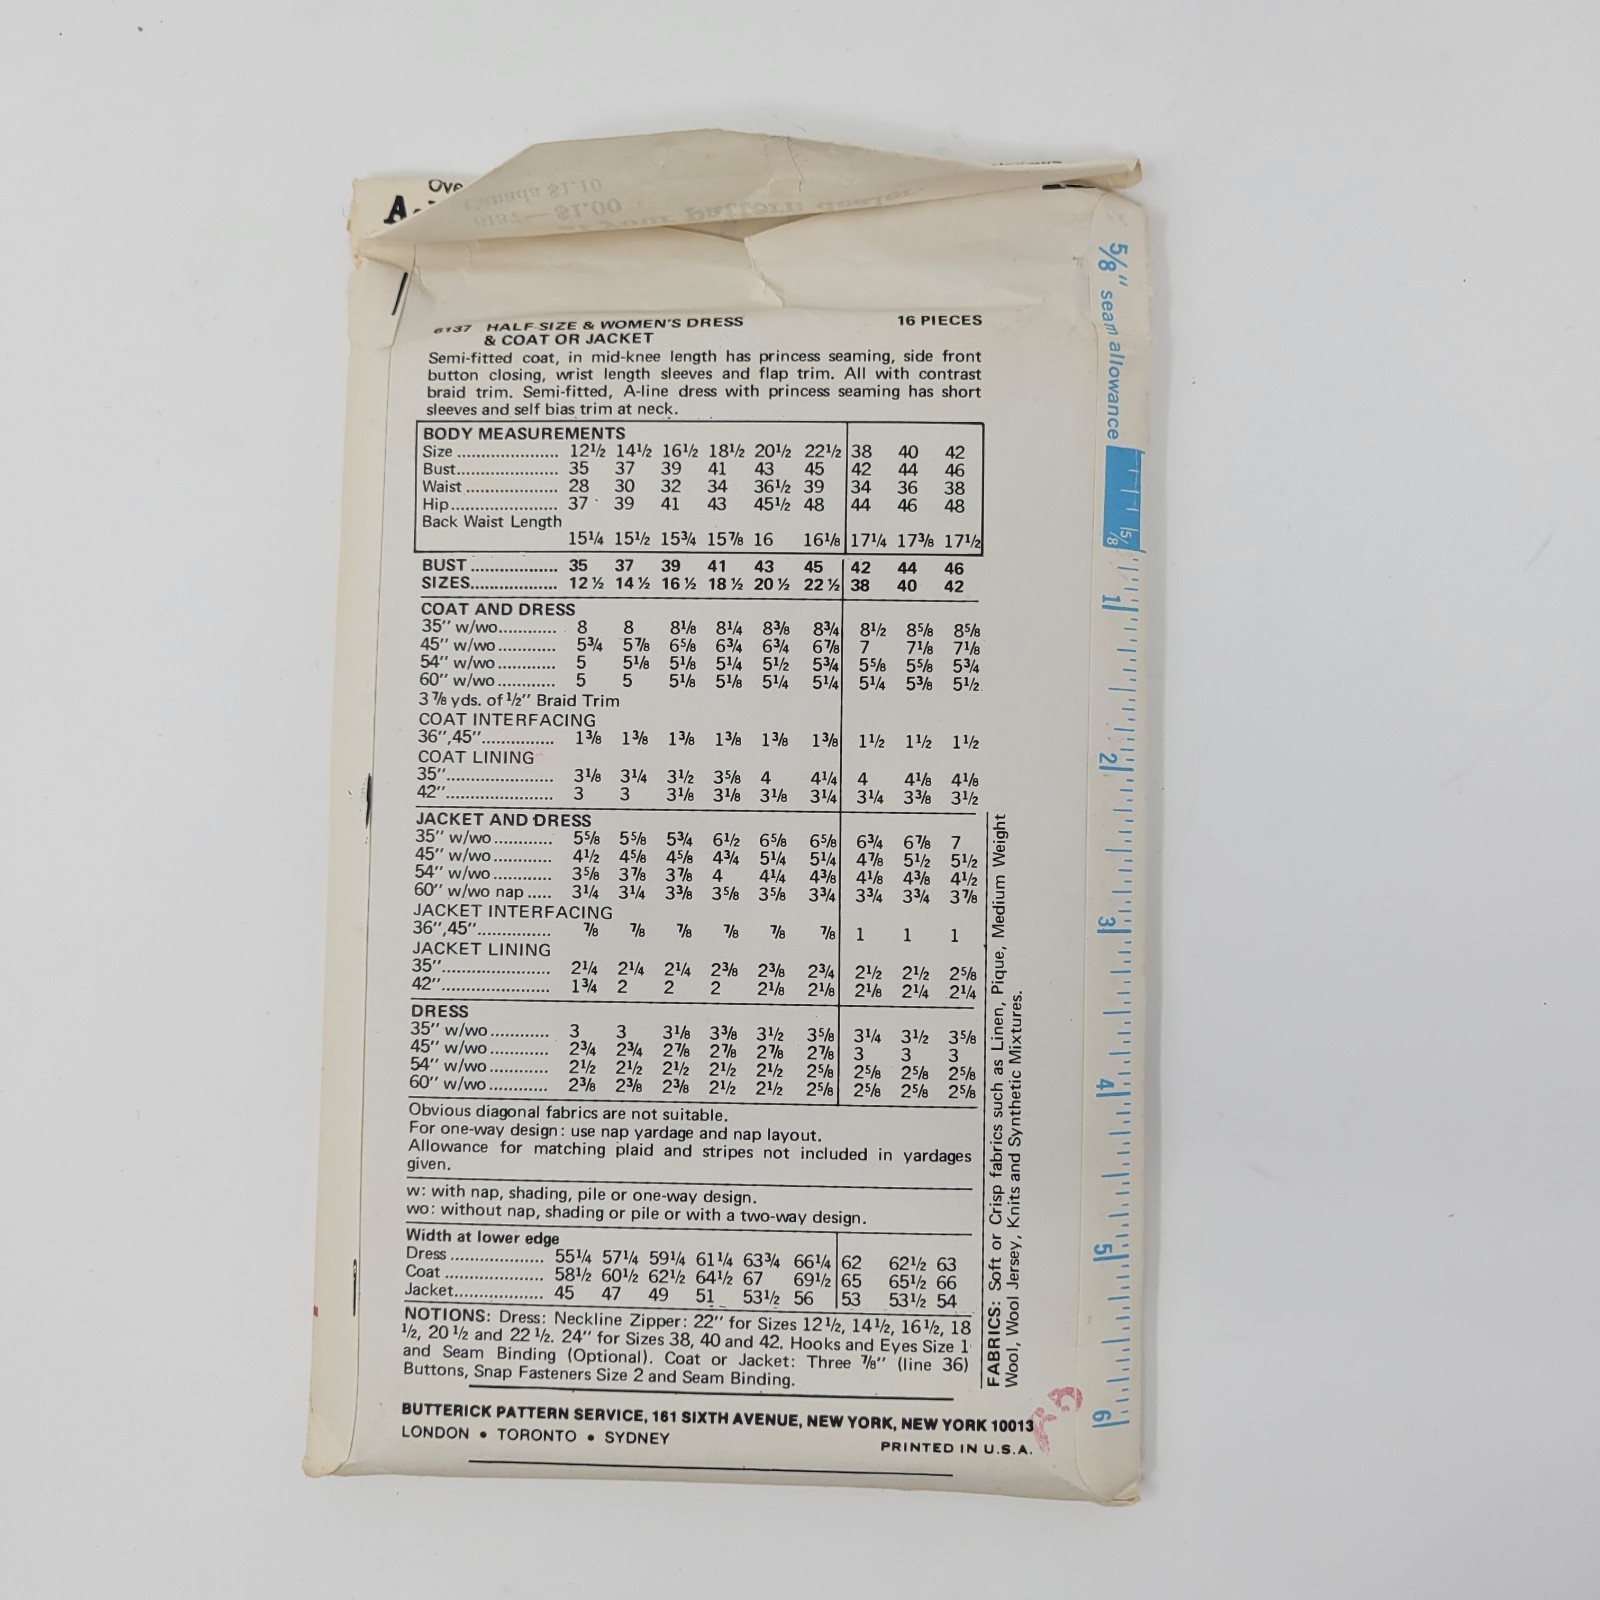 Ove
A
Canada $1.10
6137—$1.00
at your pattern dealer
6137 HALF-SIZE & WOMEN'S DRESS 16 PIECES
& COAT OR JACKET
Semi-fitted coat, in mid-knee length has princess seaming, side front
button closing, wrist length sleeves and flap trim. All with contrast
braid trim. Semi-fitted, A-line dress with princess seaming has short
sleeves and self bias trim at neck.
BODY MEASUREMENTS
Size ...................... 12½ 14½ 16½ 18½ 20½ 22½ 38 40 42
Bust...................... 35 37 39 41 43 45 42 44 46
Waist .................... 28 30 32 34 36½ 39 34 36 38
Hip....................... 37 39 41 43 45½ 48 44 46 48
Back Waist Length
15¼ 15½ 15¾ 15⅞ 16 16⅛ 17¼ 17⅜ 17½
BUST .................. 35 37 39 41 43 45 42 44 46
SIZES.................. 12 ½ 14 ½ 16 ½ 18 ½ 20 ½ 22 ½ 38 40 42
COAT AND DRESS
35" w/wo............ 8 8 8⅛ 8¼ 8⅜ 8¾ 8½ 8⅝ 8⅝
45" w/wo............ 5¾ 5⅞ 6⅝ 6¾ 6¾ 6⅞ 7 7⅛ 7⅛
54" w/wo............ 5 5⅛ 5⅛ 5¼ 5½ 5¾ 5⅝ 5⅝ 5¾
60" w/wo............ 5 5 5⅛ 5⅛ 5¼ 5¼ 5¼ 5⅜ 5½
3 ⅞ yds. of ½" Braid Trim
COAT INTERFACING
36",45"............... 1⅜ 1⅜ 1⅜ 1⅜ 1⅜ 1⅜ 1½ 1½ 1½
COAT LINING
35"....................... 3⅛ 3¼ 3½ 3⅝ 4 4¼ 4 4⅛ 4⅛
42"....................... 3 3 3⅛ 3⅛ 3⅛ 3¼ 3¼ 3⅜ 3½
JACKET AND DRESS
35" w/wo............ 5⅝ 5⅝ 5¾ 6½ 6⅝ 6⅝ 6¾ 6⅞ 7
45" w/wo............ 4½ 4⅝ 4⅝ 4¾ 5¼ 5¼ 4⅞ 5½ 5½
54" w/wo............ 3⅝ 3⅞ 3⅞ 4 4¼ 4⅜ 4⅛ 4⅜ 4½
60" w/wo nap ..... 3¼ 3¼ 3⅜ 3⅝ 3⅝ 3¾ 3¾ 3¾ 3⅞
JACKET INTERFACING
36",45"............... ⅞ ⅞ ⅞ ⅞ ⅞ ⅞ 1 1 1
JACKET LINING
35"....................... 2¼ 2¼ 2¼ 2⅜ 2⅜ 2¾ 2½ 2½ 2⅝
42"....................... 1¾ 2 2 2 2⅛ 2⅛ 2⅛ 2¼ 2¼
DRESS
35" w/wo............ 3 3 3⅛ 3⅜ 3½ 3⅝ 3¼ 3½ 3⅝
45" w/wo............ 2¾ 2¾ 2⅞ 2⅞ 2⅞ 2⅞ 3 3 3
54" w/wo............ 2½ 2½ 2½ 2½ 2½ 2⅝ 2⅝ 2⅝ 2⅝
60" w/wo............ 2⅜ 2⅜ 2⅜ 2½ 2½ 2⅝ 2⅝ 2⅝ 2⅝
Obvious diagonal fabrics are not suitable.
For one-way design: use nap yardage and nap layout.
Allowance for matching plaid and stripes not included in yardages
given.
w: with nap, shading, pile or one-way design.
wo: without nap, shading or pile or with a two-way design.
Width at lower edge
Dress .................... 55¼ 57¼ 59¼ 61¼ 63¾ 66¼ 62 62½ 63
Coat ..................... 58½ 60½ 62½ 64½ 67 69½ 65 65½ 66
Jacket................... 45 47 49 51 53½ 56 53 53½ 54
NOTIONS: Dress: Neckline Zipper: 22" for Sizes 12½, 14½, 16½, 18
½, 20 ½ and 22 ½. 24" for Sizes 38, 40 and 42. Hooks and Eyes Size 1
and Seam Binding (Optional). Coat or Jacket: Three ⅞" (line 36)
Buttons, Snap Fasteners Size 2 and Seam Binding.
FABRICS: Soft or Crisp fabrics such as Linen, Pique, Medium Weight
Wool, Wool Jersey, Knits and Synthetic Mixtures.
BUTTERICK PATTERN SERVICE, 161 SIXTH AVENUE, NEW YORK, NEW YORK 10013
LONDON • TORONTO • SYDNEY
PRINTED IN U.S.A.
5/8" seam allowance
5/8
1
2
3
4
5
6